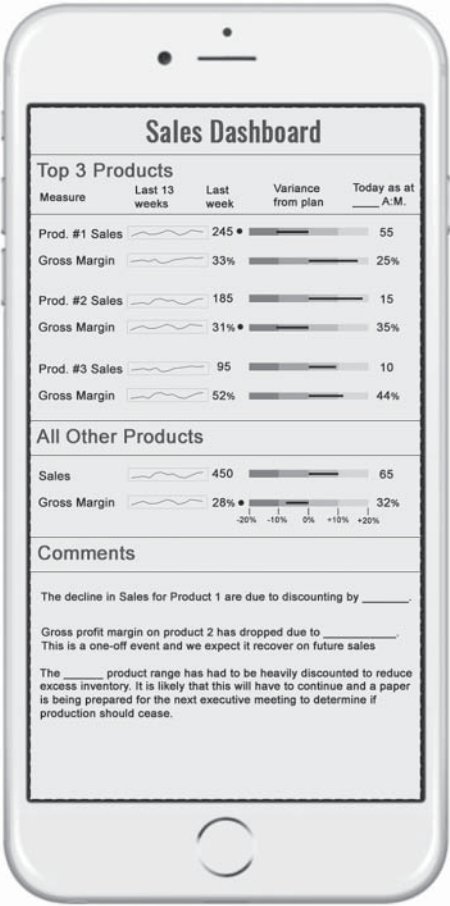 Sales Dashboard
Top 3 Products
Measure Last 13 weeks Last week Variance from plan Today as at ____ A.M.
Prod. #1 Sales 245 55
Gross Margin 33% 25%
Prod. #2 Sales 185 15
Gross Margin 31% 35%
Prod. #3 Sales 95 10
Gross Margin 52% 44%
All Other Products
Sales 450 65
Gross Margin 28% 32%
-20% -10% 0% +10% +20%
Comments
The decline in Sales for Product 1 are due to discounting by _______.
Gross profit margin on product 2 has dropped due to ___________.
This is a one-off event and we expect it recover on future sales
The ______ product range has had to be heavily discounted to reduce
excess inventory. It is likely that this will have to continue and a paper
is being prepared for the next executive meeting to determine if
production should cease.